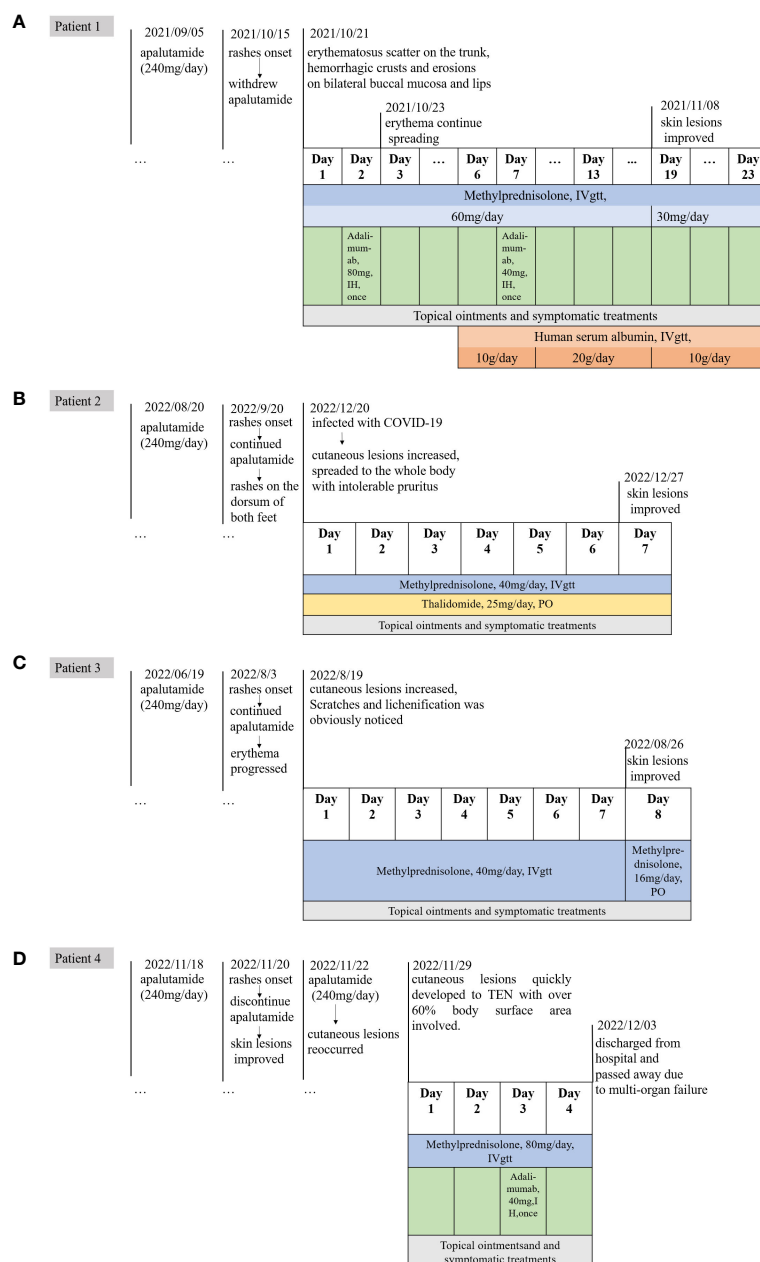 A
Patient 1
2021/09/05
apalutamide
(240mg/day)
…
2021/10/15
rashes onset
withdrew
apalutamide
…
2021/10/21
erythematosus scatter on the trunk,
hemorrhagic crusts and erosions
on bilateral buccal mucosa and lips
2021/10/23
erythema continue
spreading
2021/11/08
skin lesions
improved
Day Day Day … Day Day … Day ... Day … Day
1 2 3 6 7 13 19 23
Methylprednisolone, IVgtt,
60mg/day 30mg/day
Adali-
mum-
ab,
80mg,
IH,
once
Adali-
mum-
ab,
40mg,
IH,
once
Topical ointments and symptomatic treatments
Human serum albumin, IVgtt,
10g/day 20g/day 10g/day
B
Patient 2
2022/08/20
apalutamide
(240mg/day)
…
2022/9/20
rashes onset
continued
apalutamide
rashes on the
dorsum of
both feet
…
2022/12/20
infected with COVID-19
cutaneous lesions increased,
spreaded to the whole body
with intolerable pruritus
2022/12/27
skin lesions
improved
Day Day Day Day Day Day Day
1 2 3 4 5 6 7
Methylprednisolone, 40mg/day, IVgtt
Thalidomide, 25mg/day, PO
Topical ointments and symptomatic treatments
C
Patient 3
2022/06/19
apalutamide
(240mg/day)
…
2022/8/3
rashes onset
continued
apalutamide
erythema
progressed
…
2022/8/19
cutaneous lesions increased,
Scratches and lichenification was
obviously noticed
2022/08/26
skin lesions
improved
Day Day Day Day Day Day Day Day
1 2 3 4 5 6 7 8
Methylprednisolone, 40mg/day, IVgtt
Methylpre-
dnisolone,
16mg/day,
PO
Topical ointments and symptomatic treatments
D
Patient 4
2022/11/18
apalutamide
(240mg/day)
…
2022/11/20
rashes onset
discontinue
apalutamide
skin lesions
improved
…
2022/11/22
apalutamide
(240mg/day)
cutaneous lesions
reoccurred
…
2022/11/29
cutaneous lesions quickly
developed to TEN with over
60% body surface area
involved.
2022/12/03
discharged from
hospital and
passed away due
to multi-organ failure
Day Day Day Day
1 2 3 4
Methylprednisolone, 80mg/day,
IVgtt
Adali-
mumab,
40mg,I
H,once
Topical ointmentsand and
symptomatic treatments